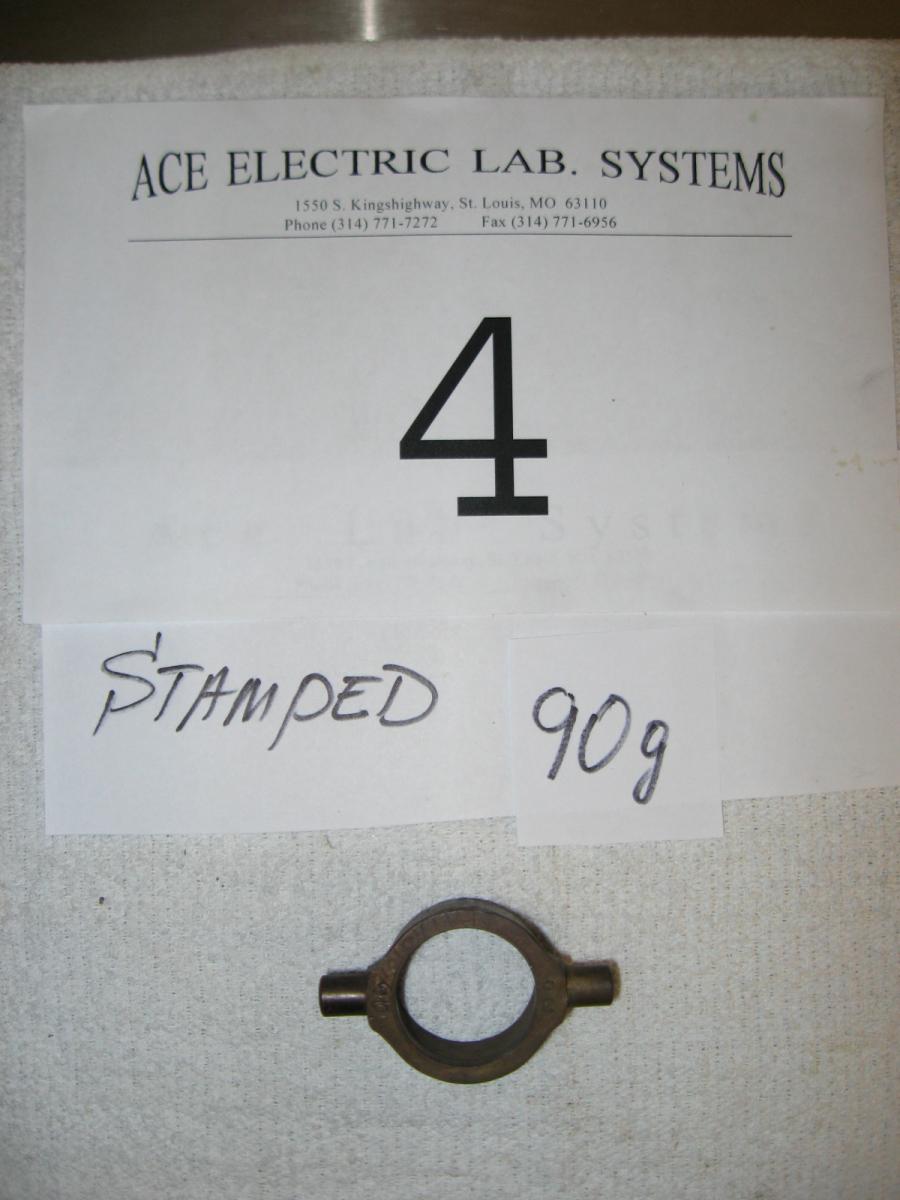 ACE ELECTRIC LAB. SYSTEMS
1550 S. Kingshighway, St. Louis, MO 63110
Phone (314) 771-7272 Fax (314) 771-6956
4
STAMPED
90g